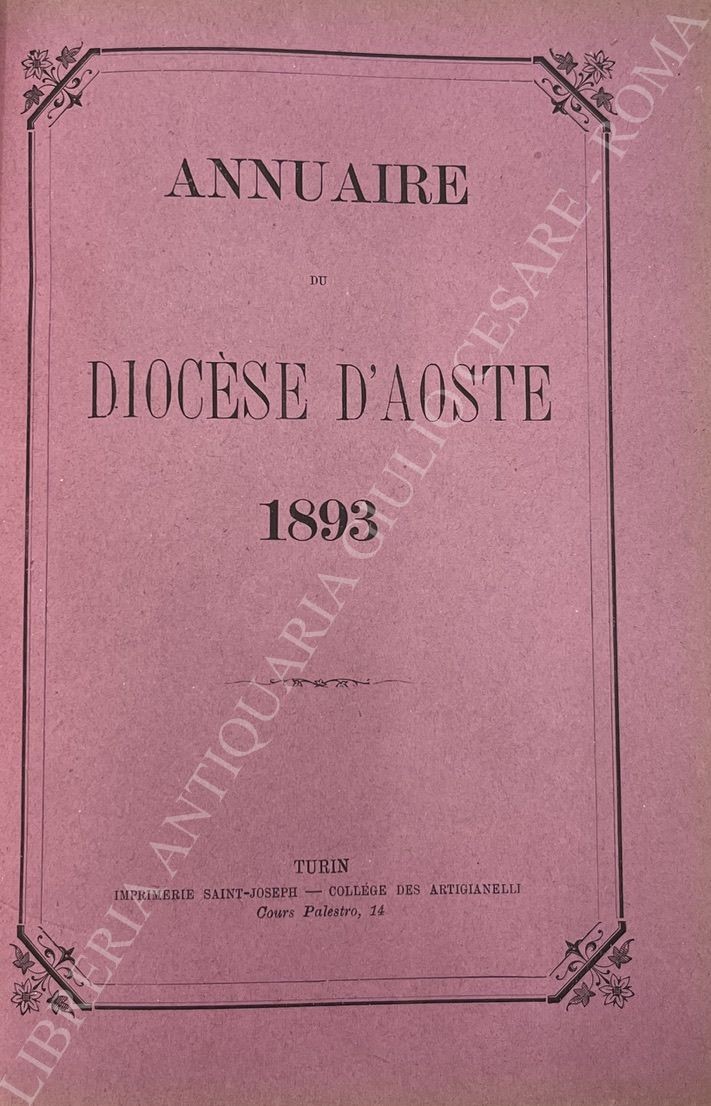 ANNUAIRE
DU
DIOCÈSE D'AOSTE
1893
TURIN
IMPRIMERIE SAINT-JOSEPH — COLLÉGE DES ARTIGIANELLI
Cours Palestro, 14
LIBRERIA ANTIQUARIA GIULIO CESARE - ROMA